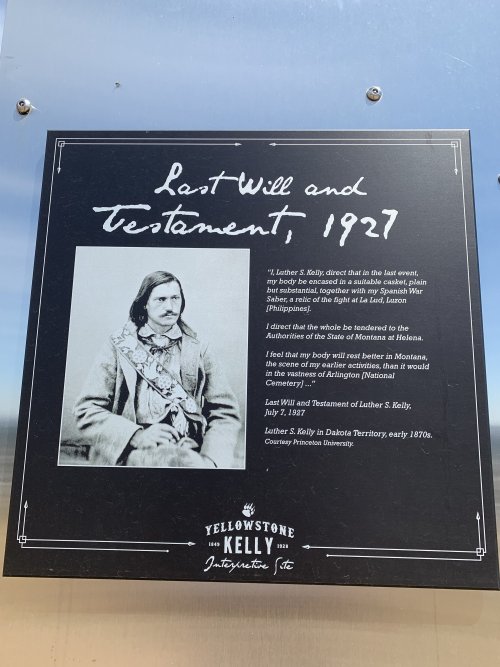 Last Will and
Testament, 1927
"I, Luther S. Kelly, direct that in the last event,
my body be encased in a suitable casket, plain
but substantial, together with my Spanish War
Saber, a relic of the fight at La Lud, Luzon
[Philippines].
I direct that the whole be tendered to the
Authorities of the State of Montana at Helena.
I feel that my body will rest better in Montana,
the scene of my earlier activities, than it would
in the vastness of Arlington [National
Cemetery] ..."
Last Will and Testament of Luther S. Kelly,
July 7, 1927
Luther S. Kelly in Dakota Territory, early 1870s.
Courtesy Princeton University.
YELLOWSTONE
1849 KELLY 1928
Interpretive Site